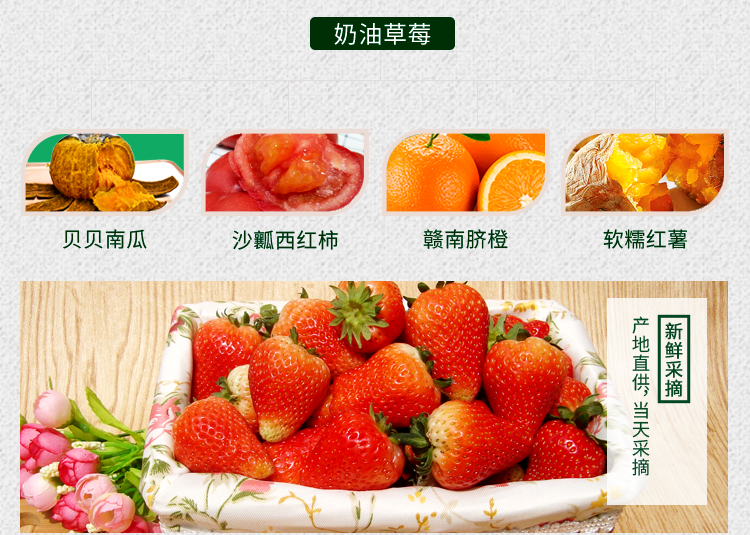 奶油草莓
贝贝南瓜
沙瓤西红柿
赣南脐橙
软糯红薯
新鲜采摘
产地直供，当天采摘